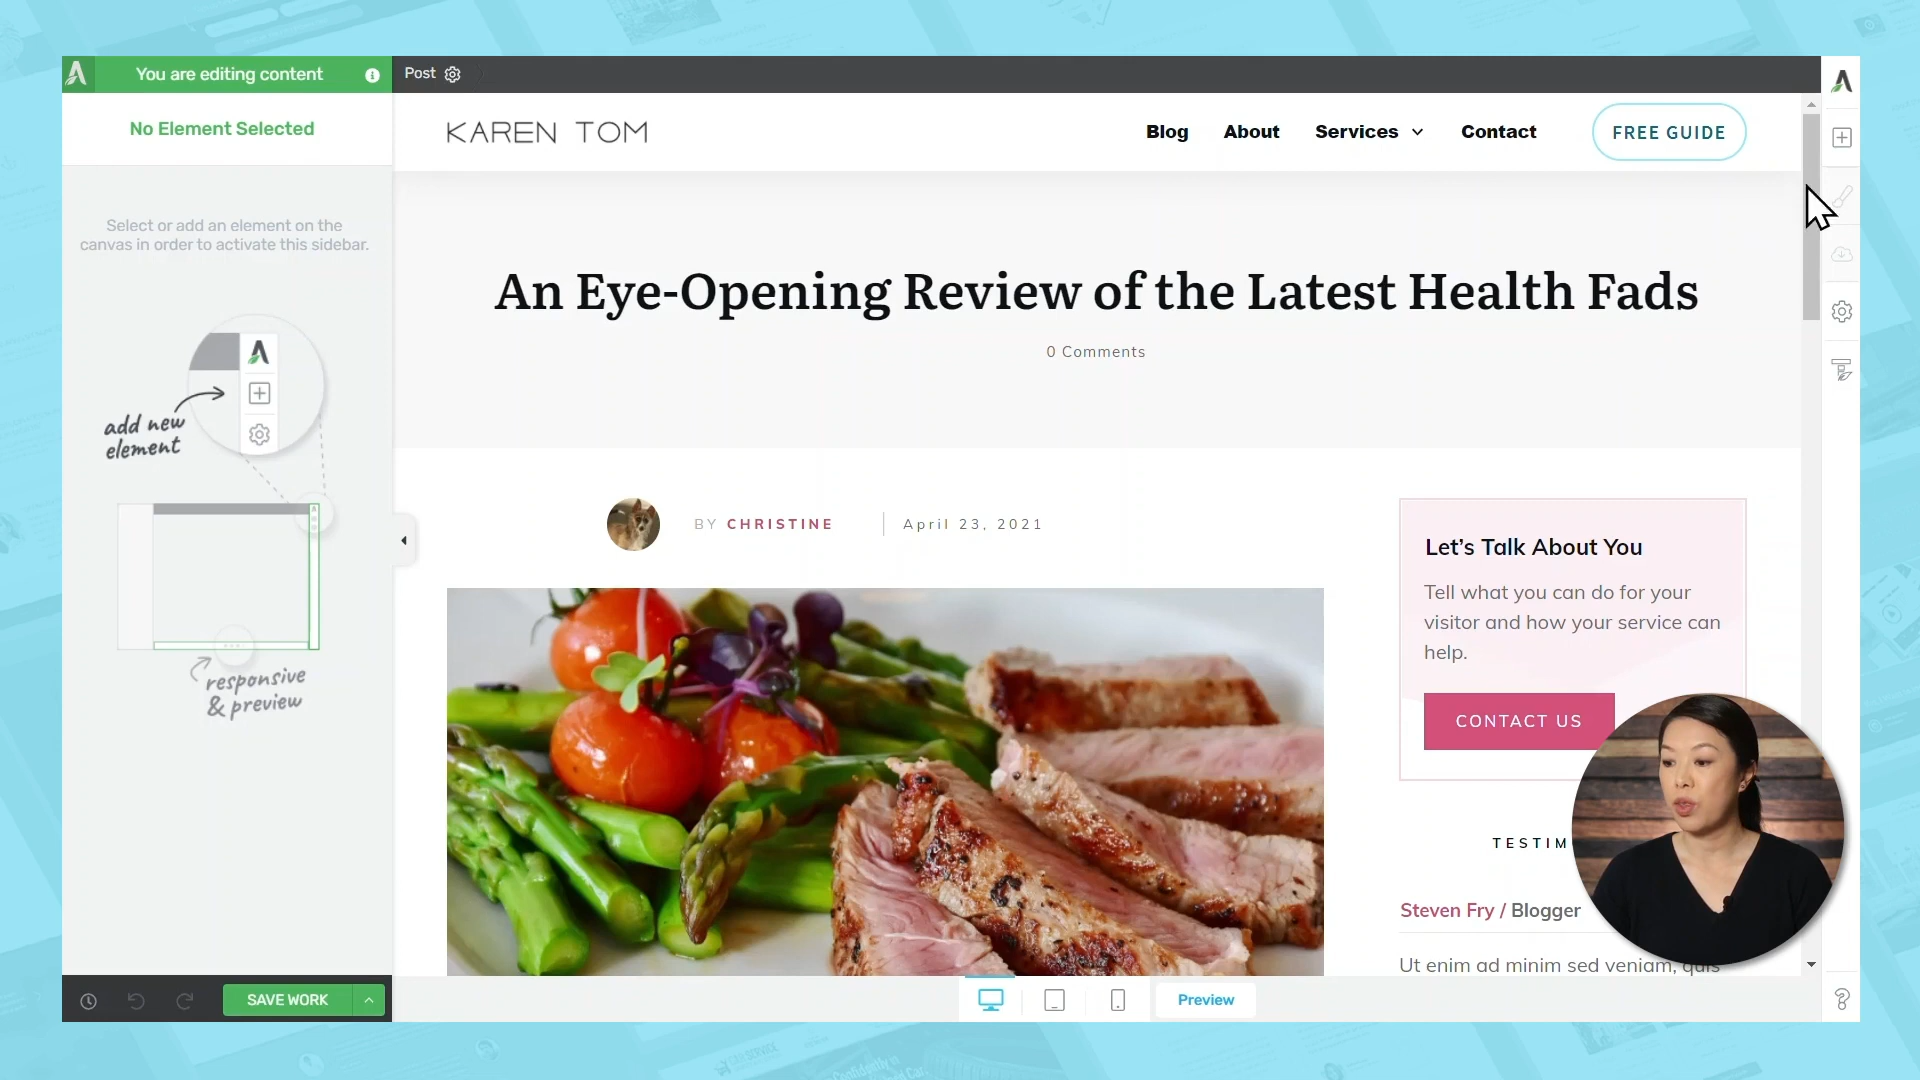 You are editing content
Post
No Element Selected
Select or add an element on the
canvas in order to activate this sidebar.
add new
element
responsive
& preview
SAVE WORK
KAREN TOM
Blog
About
Services
Contact
FREE GUIDE
An Eye-Opening Review of the Latest Health Fads
0 Comments
BY CHRISTINE
April 23, 2021
Let's Talk About You
Tell what you can do for your
visitor and how your service can
help.
CONTACT US
TESTIM
Steven Fry / Blogger
Ut enim ad minim sed veniam, quis
Preview